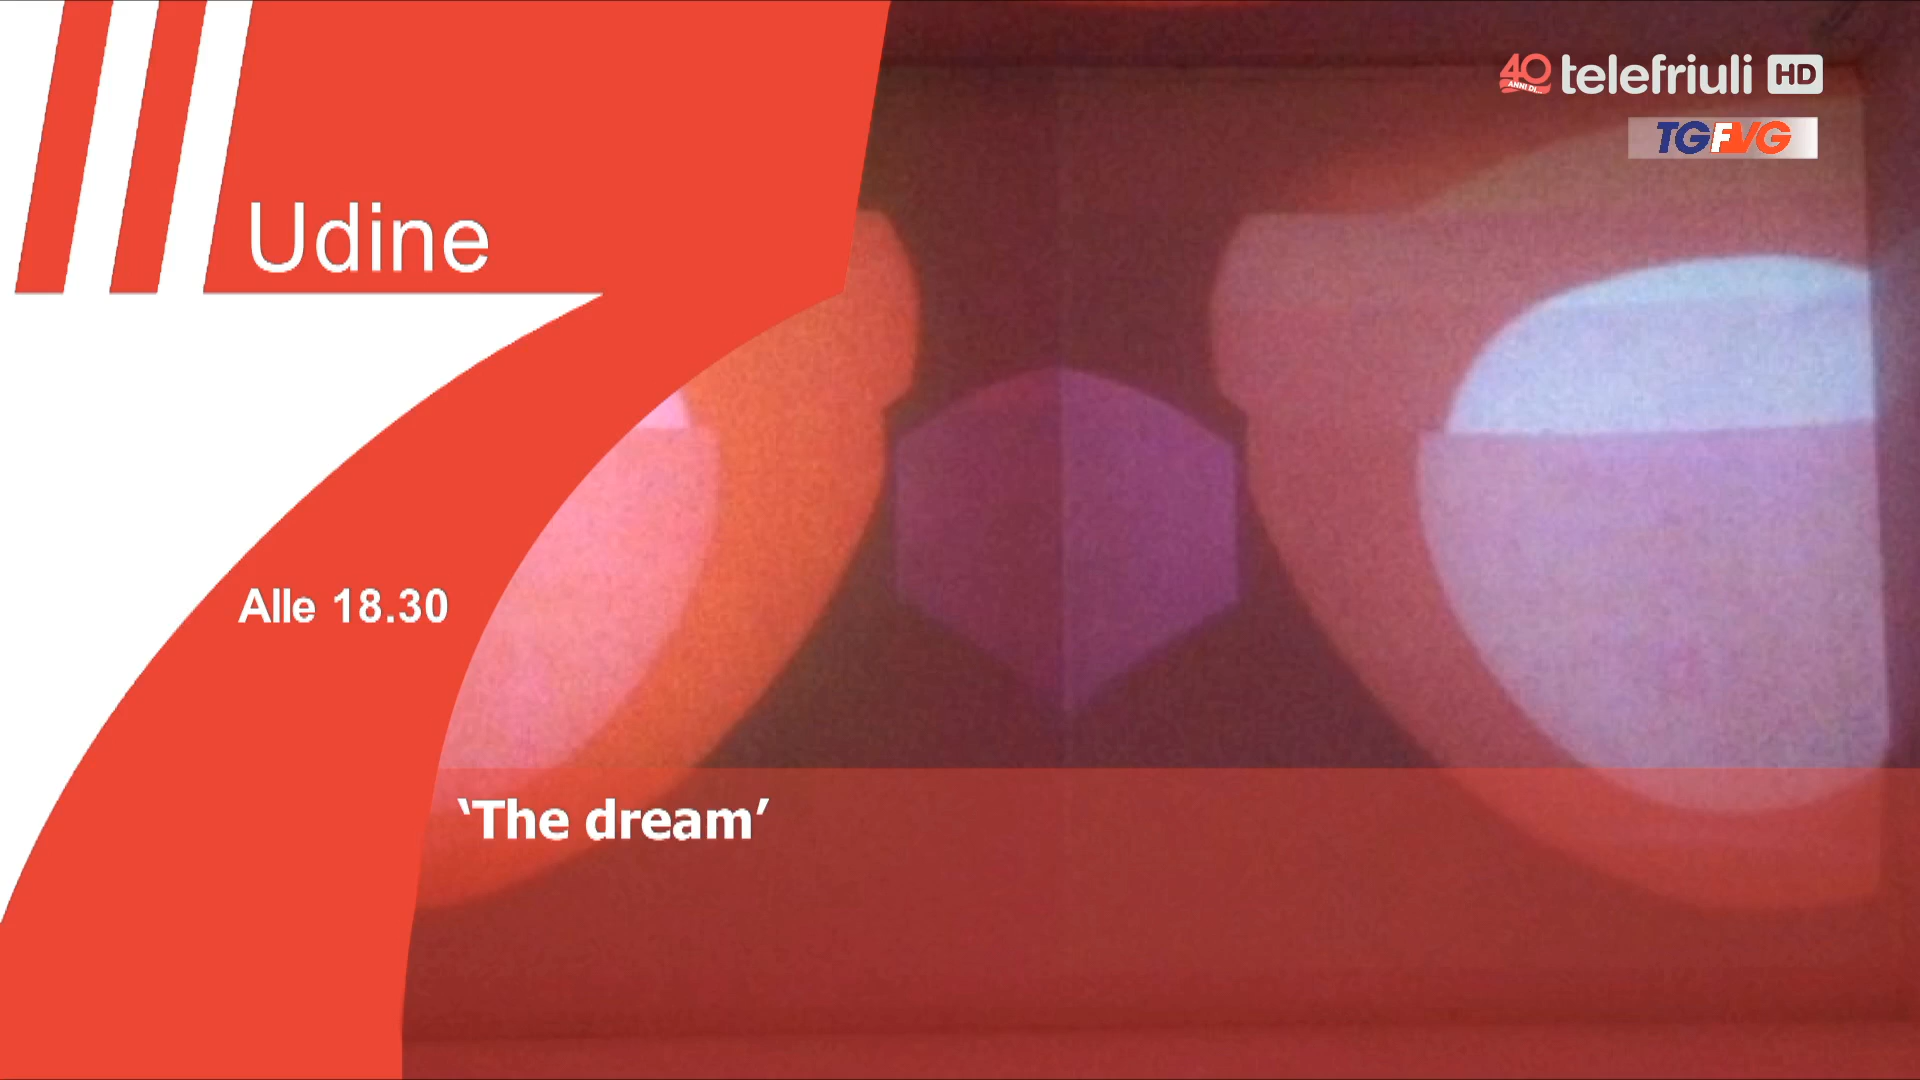 40 ANNI DI... telefriuli HD
TGFVG
Udine
Alle 18.30
‘The dream’